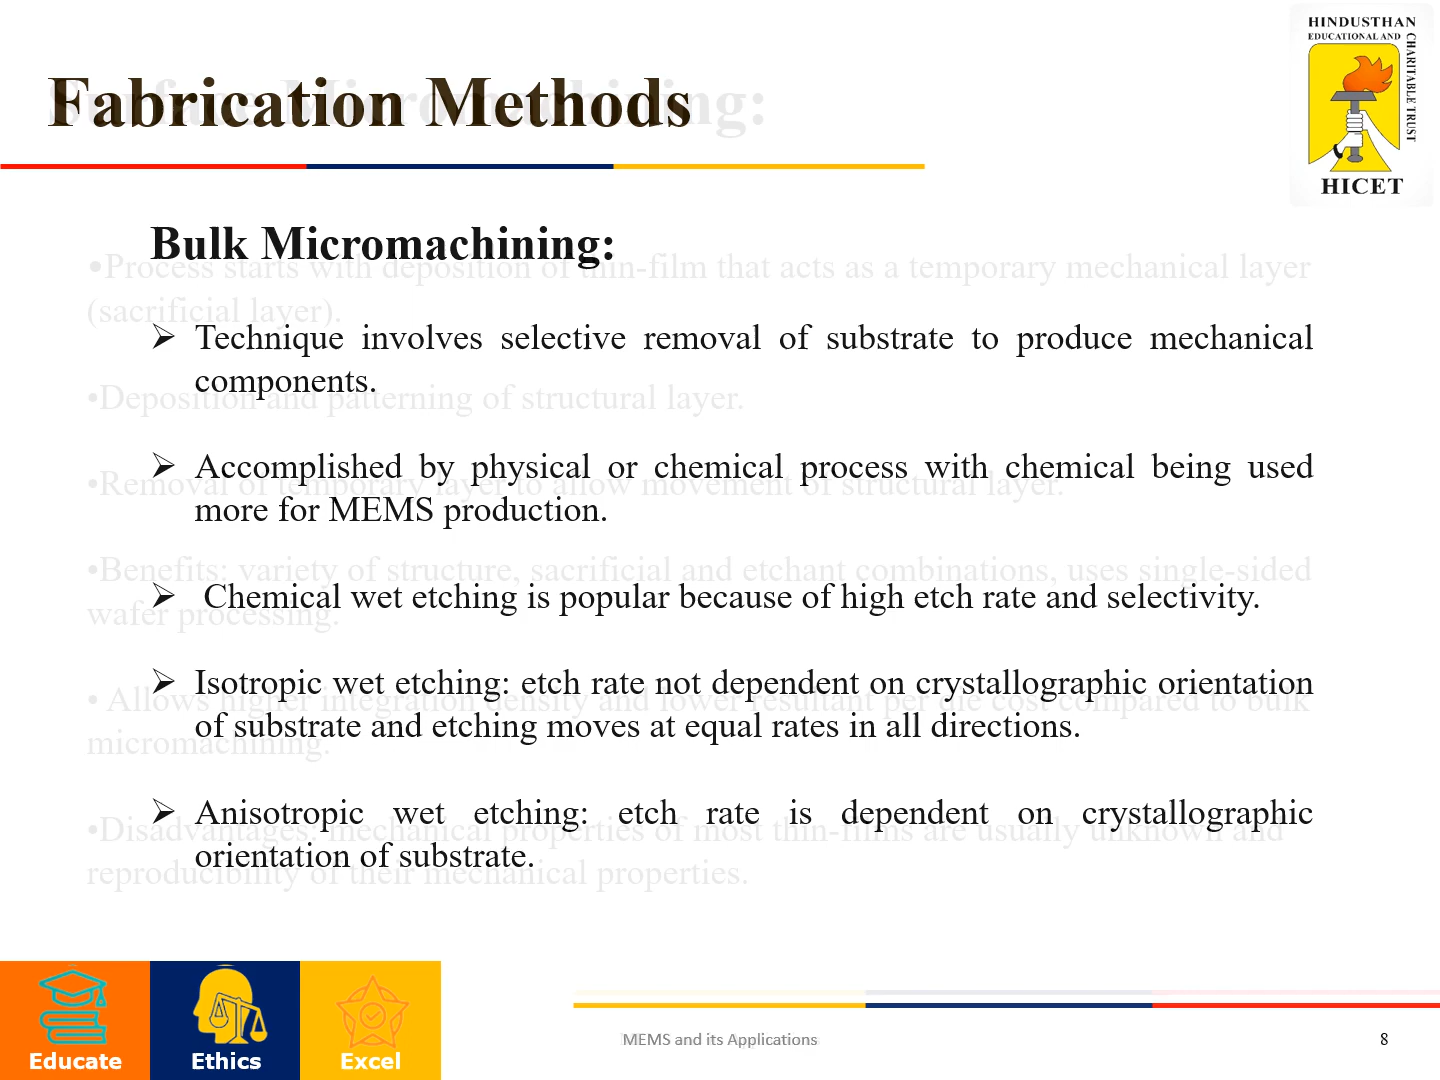 HINDUSTHAN
EDUCATIONAL AND
CHARITABLE TRUST
HICET
Fabrication Methods
Surface Micromachining:
Bulk Micromachining:
•Process starts with deposition of thin-film that acts as a temporary mechanical layer
(sacrificial layer).
➢ Technique involves selective removal of substrate to produce mechanical
components.
•Deposition and patterning of structural layer.
➢ Accomplished by physical or chemical process with chemical being used
more for MEMS production.
•Removal of temporary layer to allow movement of structural layer.
•Benefits: variety of structure, sacrificial and etchant combinations, uses single-sided
wafer processing.
➢ Chemical wet etching is popular because of high etch rate and selectivity.
➢ Isotropic wet etching: etch rate not dependent on crystallographic orientation
of substrate and etching moves at equal rates in all directions.
• Allows higher integration density and lower resultant per die cost compared to bulk
micromachining.
➢ Anisotropic wet etching: etch rate is dependent on crystallographic
orientation of substrate.
•Disadvantages: mechanical properties of most thin-films are usually unknown and
reproducibility of their mechanical properties.
Educate
Ethics
Excel
MEMS and its Applications
8